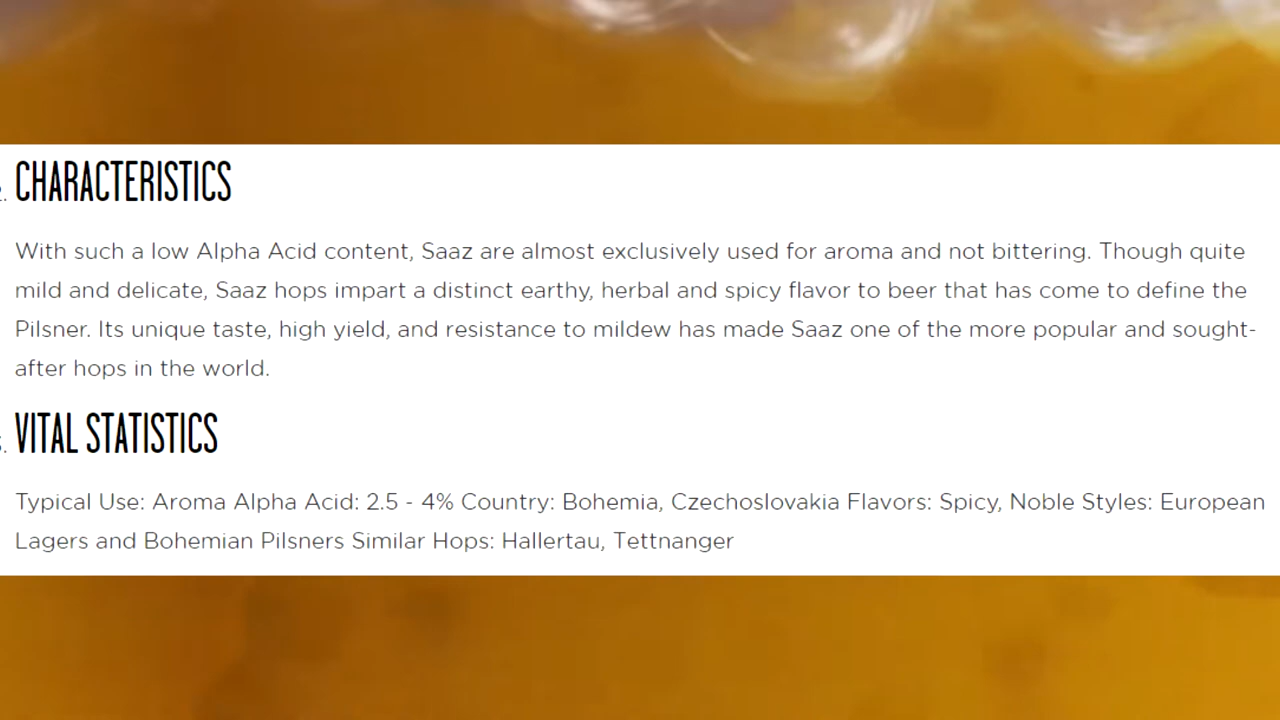 CHARACTERISTICS
With such a low Alpha Acid content, Saaz are almost exclusively used for aroma and not bittering. Though quite
mild and delicate, Saaz hops impart a distinct earthy, herbal and spicy flavor to beer that has come to define the
Pilsner. Its unique taste, high yield, and resistance to mildew has made Saaz one of the more popular and sought-
after hops in the world.
VITAL STATISTICS
Typical Use: Aroma Alpha Acid: 2.5 - 4% Country: Bohemia, Czechoslovakia Flavors: Spicy, Noble Styles: European
Lagers and Bohemian Pilsners Similar Hops: Hallertau, Tettnanger